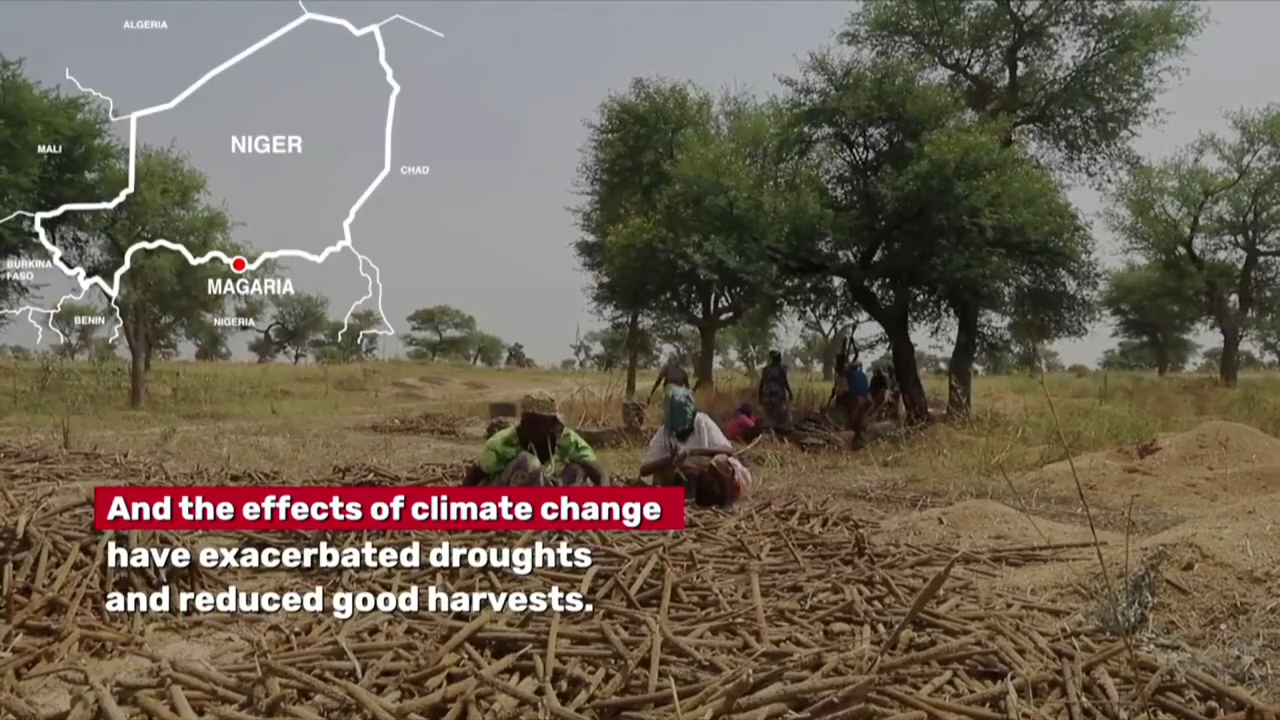 ALGERIA
NIGER
MALI
CHAD
BURKINA
FASO
MAGARIA
BENIN
NIGERIA
And the effects of climate change
have exacerbated droughts
and reduced good harvests.